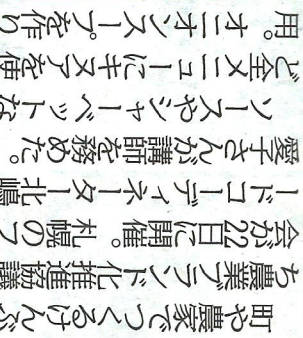 町や農家でつくるけんぶ
ち農業ブランド化推進協議
会が22日に開催。札幌のフ
ードコーディネーター北嶋
愛子さんが講師を務めた。
ソースやシャーベットな
ど全メニューにキヌアを使
用。オニオンスープを作り